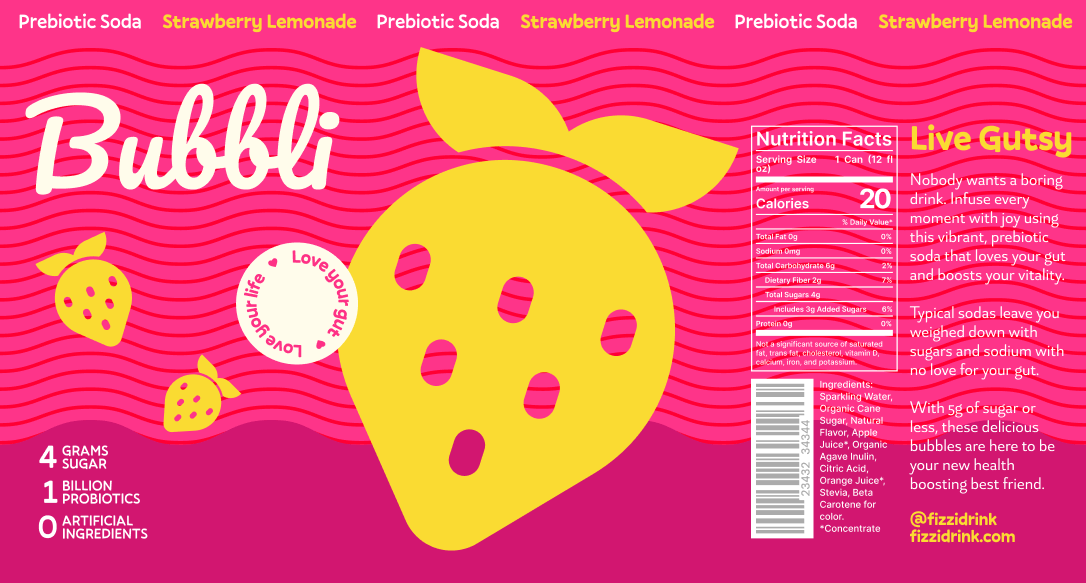 Prebiotic Soda Strawberry Lemonade Prebiotic Soda Strawberry Lemonade Prebiotic Soda Strawberry Lemonade
Bubbli
Love your gut
Love your life
4 GRAMS
SUGAR
1 BILLION
PROBIOTICS
0 ARTIFICIAL
INGREDIENTS
Nutrition Facts
Serving Size 1 Can (12 fl
oz)
Amount per serving
Calories 20
% Daily Value*
Total Fat 0g 0%
Sodium 0mg 0%
Total Carbohydrate 6g 2%
Dietary Fiber 2g 7%
Total Sugars 4g
Includes 3g Added Sugars 6%
Protein 0g 0%
Not a significant source of saturated
fat, trans fat, cholesterol, vitamin D,
calcium, iron, and potassium.
23432 34344
Ingredients:
Sparkling Water,
Organic Cane
Sugar, Natural
Flavor, Apple
Juice*, Organic
Agave Inulin,
Citric Acid,
Orange Juice*,
Stevia, Beta
Carotene for
color.
*Concentrate
Live Gutsy
Nobody wants a boring
drink. Infuse every
moment with joy using
this vibrant, prebiotic
soda that loves your gut
and boosts your vitality.
Typical sodas leave you
weighed down with
sugars and sodium with
no love for your gut.
With 5g of sugar or
less, these delicious
bubbles are here to be
your new health
boosting best friend.
@fizzidrink
fizzidrink.com